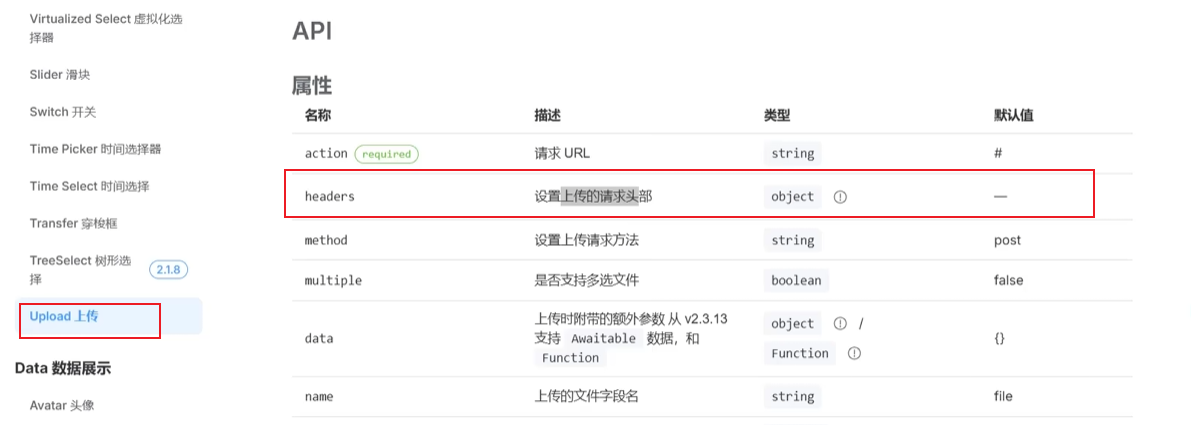 Virtualized Select 虚拟化选
择器
Slider 滑块
Switch 开关
Time Picker 时间选择器
Time Select 时间选择
Transfer 穿梭框
TreeSelect 树形选
择
2.1.8
Upload 上传
Data 数据展示
Avatar 头像
API
属性
名称 描述 类型 默认值
action required 请求 URL string #
headers 设置上传的请求头部 object —
method 设置上传请求方法 string post
multiple 是否支持多选文件 boolean false
data 上传时附带的额外参数 从 v2.3.13
支持 Awaitable 数据，和
Function
object /
Function
{}
name 上传的文件字段名 string file